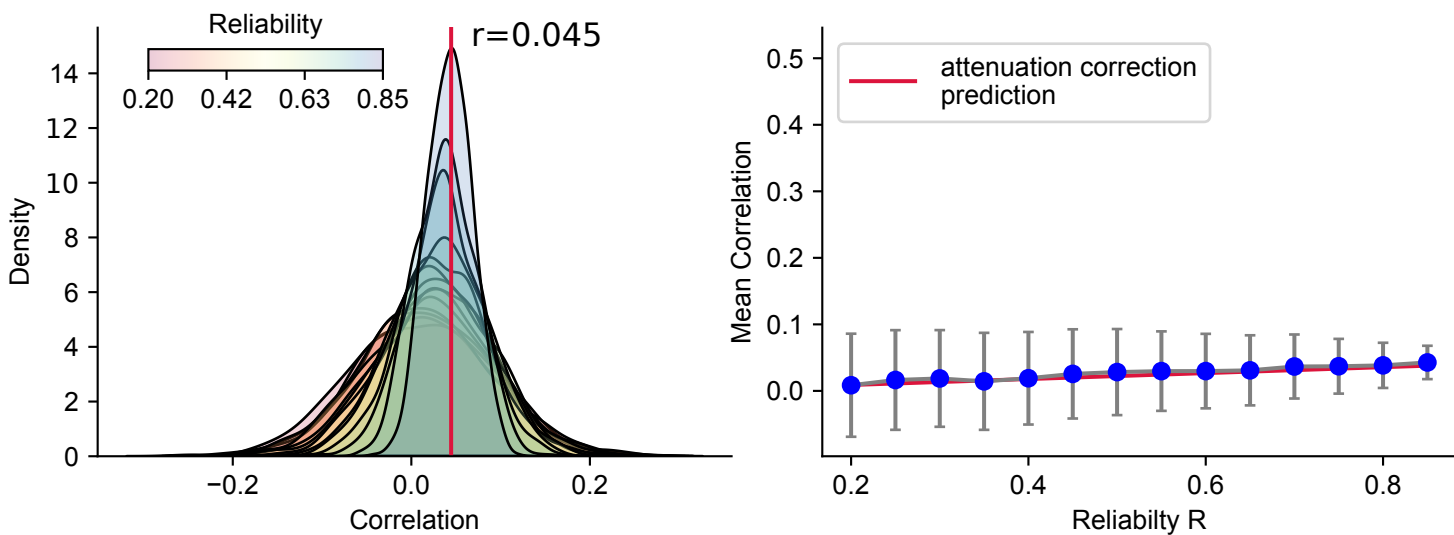 Reliability
0.20 0.42 0.63 0.85
r=0.045
14
12
10
8
6
4
2
0
Density
−0.2 0.0 0.2
Correlation
attenuation correction
prediction
0.5
0.4
0.3
0.2
0.1
0.0
Mean Correlation
0.2 0.4 0.6 0.8
Reliabilty R